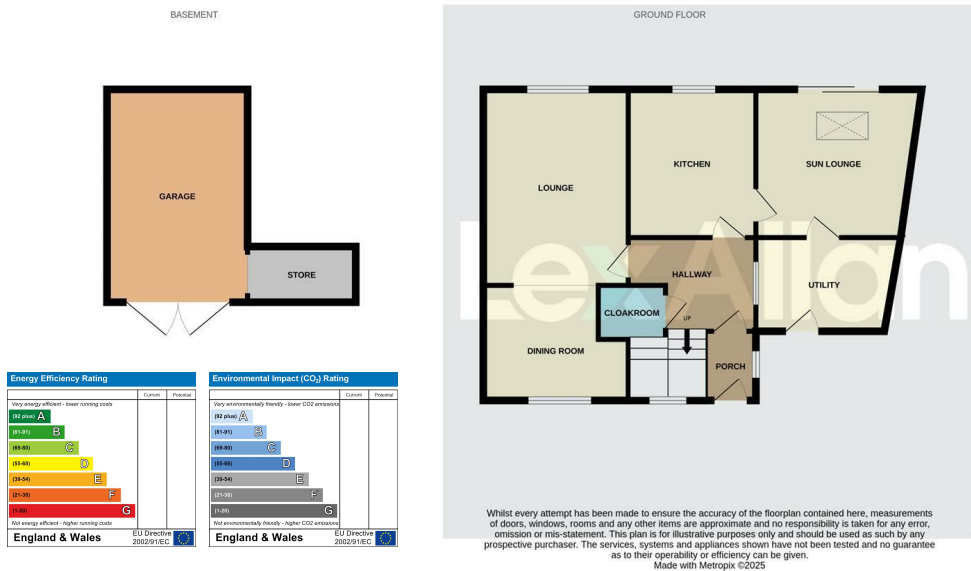 BASEMENT
GARAGE
STORE
GROUND FLOOR
LOUNGE
KITCHEN
SUN LOUNGE
HALLWAY
UTILITY
CLOAKROOM
UP
DINING ROOM
PORCH
LexAllan
Energy Efficiency Rating
Current Potential
Very energy efficient - lower running costs
(92 plus) A
(81-91) B
(69-80) C
(55-68) D
(39-54) E
(21-38) F
(1-20) G
Not energy efficient - higher running costs
England & Wales
EU Directive
2002/91/EC
Environmental Impact (CO2) Rating
Current Potential
Very environmentally friendly - lower CO2 emissions
(92 plus) A
(81-91) B
(69-80) C
(55-68) D
(39-54) E
(21-38) F
(1-20) G
Not environmentally friendly - higher CO2 emissions
England & Wales
EU Directive
2002/91/EC
Whilst every attempt has been made to ensure the accuracy of the floorplan contained here, measurements
of doors, windows, rooms and any other items are approximate and no responsibility is taken for any error,
omission or mis-statement. This plan is for illustrative purposes only and should be used as such by any
prospective purchaser. The services, systems and appliances shown have not been tested and no guarantee
as to their operability or efficiency can be given.
Made with Metropix ©2025